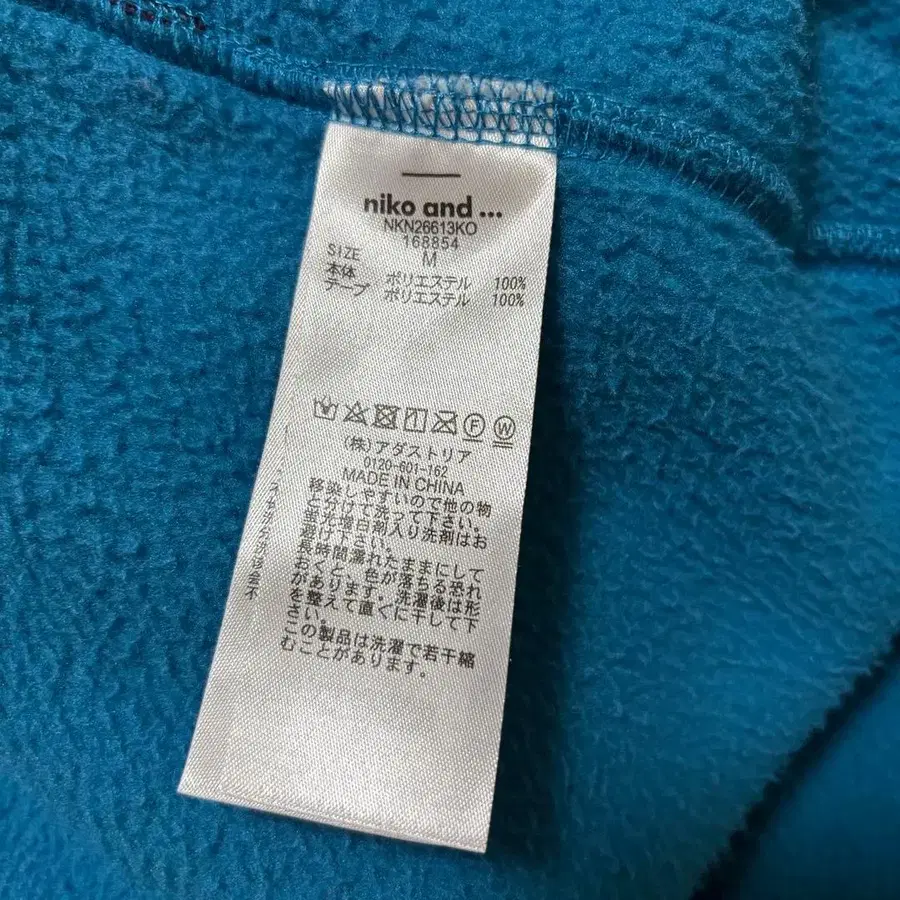 niko and ...
NKN26613KO
168854
SIZE M
本体 ポリエステル 100%
テープ ポリエステル 100%
F W
(株)アダストリア
0120-601-162
MADE IN CHINA
移染しやすいので他の物
と分けて洗って下さい。
蛍光増白剤入り洗剤はお
避け下さい。
長時間濡れたままにして
おくと、色が落ちる恐れ
があります。洗濯後は形
を整えて直ぐに干して下
さい。
この製品は洗濯で若干縮
むことがあります。